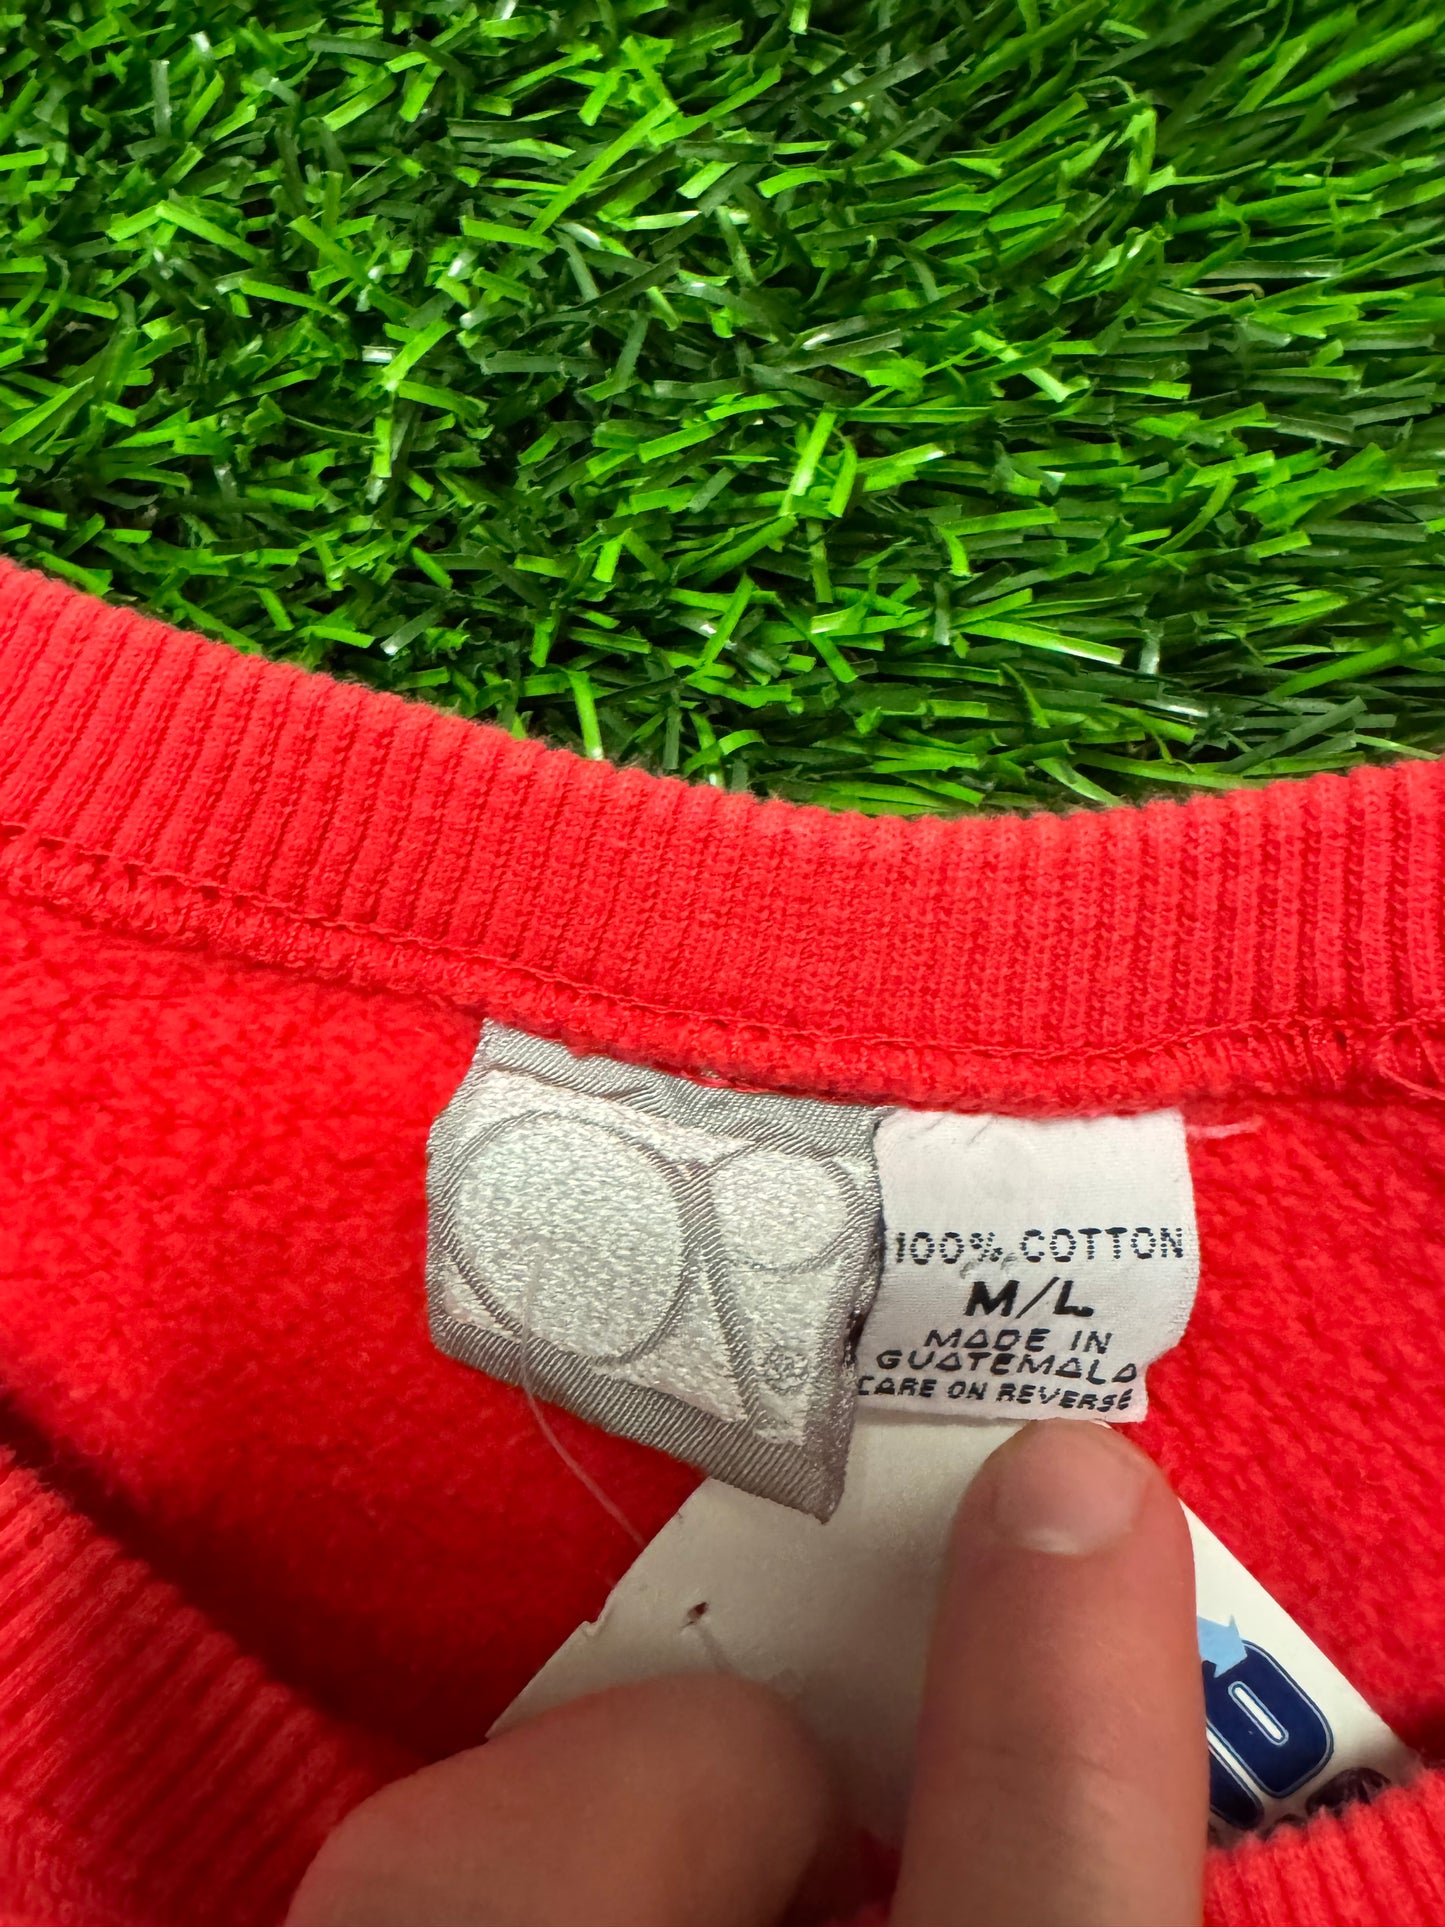 100% COTTON
M/L
MADE IN
GUATEMALA
CARE ON REVERSE